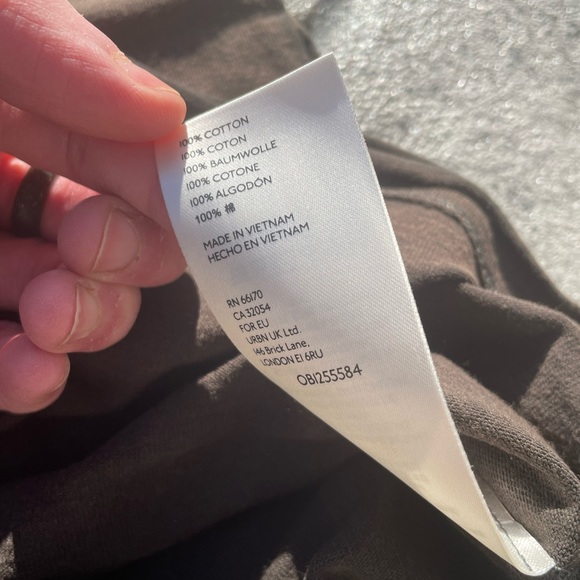 100% COTTON
100% COTON
100% BAUMWOLLE
100% COTONE
100% ALGODÓN
100% 棉
MADE IN VIETNAM
HECHO EN VIETNAM
RN 66170
CA 32054
FOR EU
URBN UK Ltd.
146 Brick Lane,
LONDON E1 6RU
OB1255584